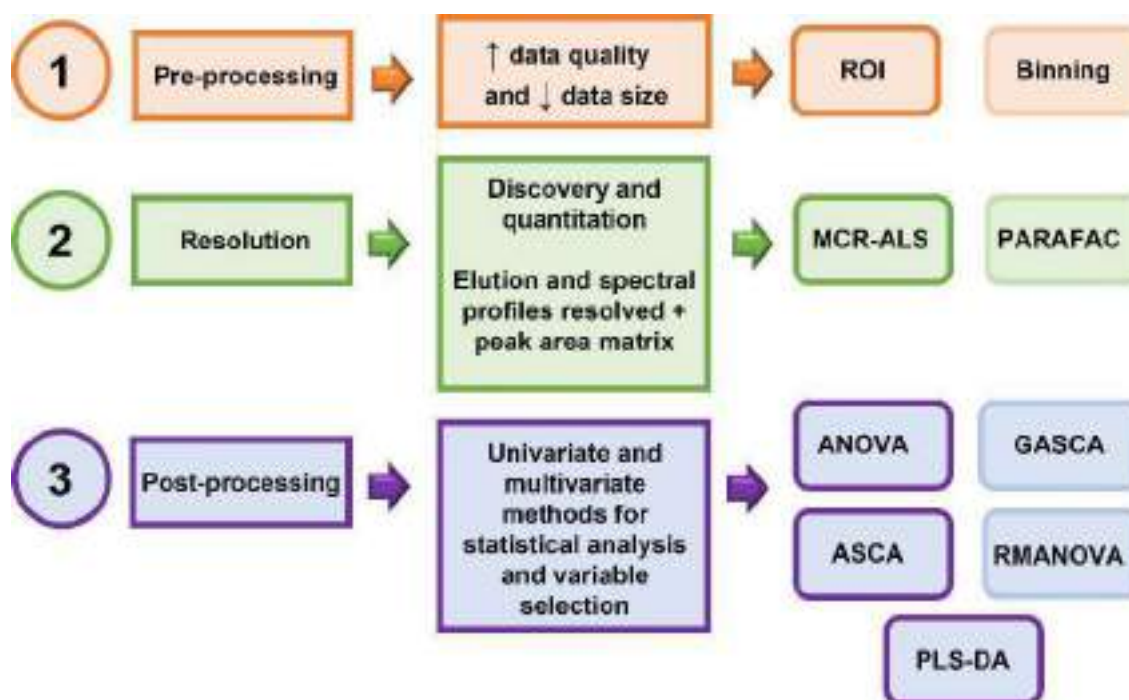 1
Pre-processing
↑ data quality
and ↓ data size
ROI
Binning
2
Resolution
Discovery and
quantitation
Elution and spectral
profiles resolved +
peak area matrix
MCR-ALS
PARAFAC
3
Post-processing
Univariate and
multivariate
methods for
statistical analysis
and variable
selection
ANOVA
GASCA
ASCA
RMANOVA
PLS-DA